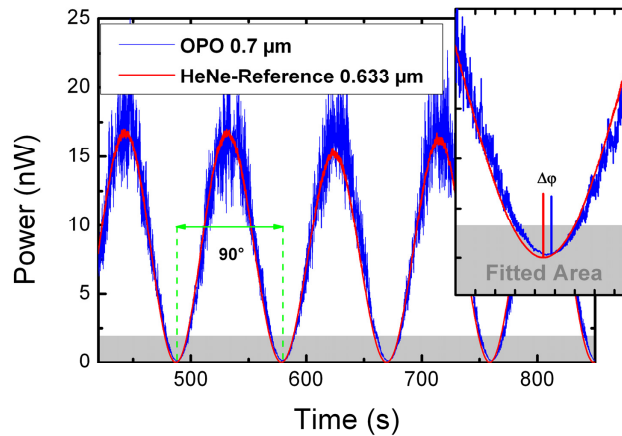 25
20
15
10
5
0
Power (nW)
OPO 0.7 µm
HeNe-Reference 0.633 µm
90°
Δφ
Fitted Area
500
600
700
800
Time (s)